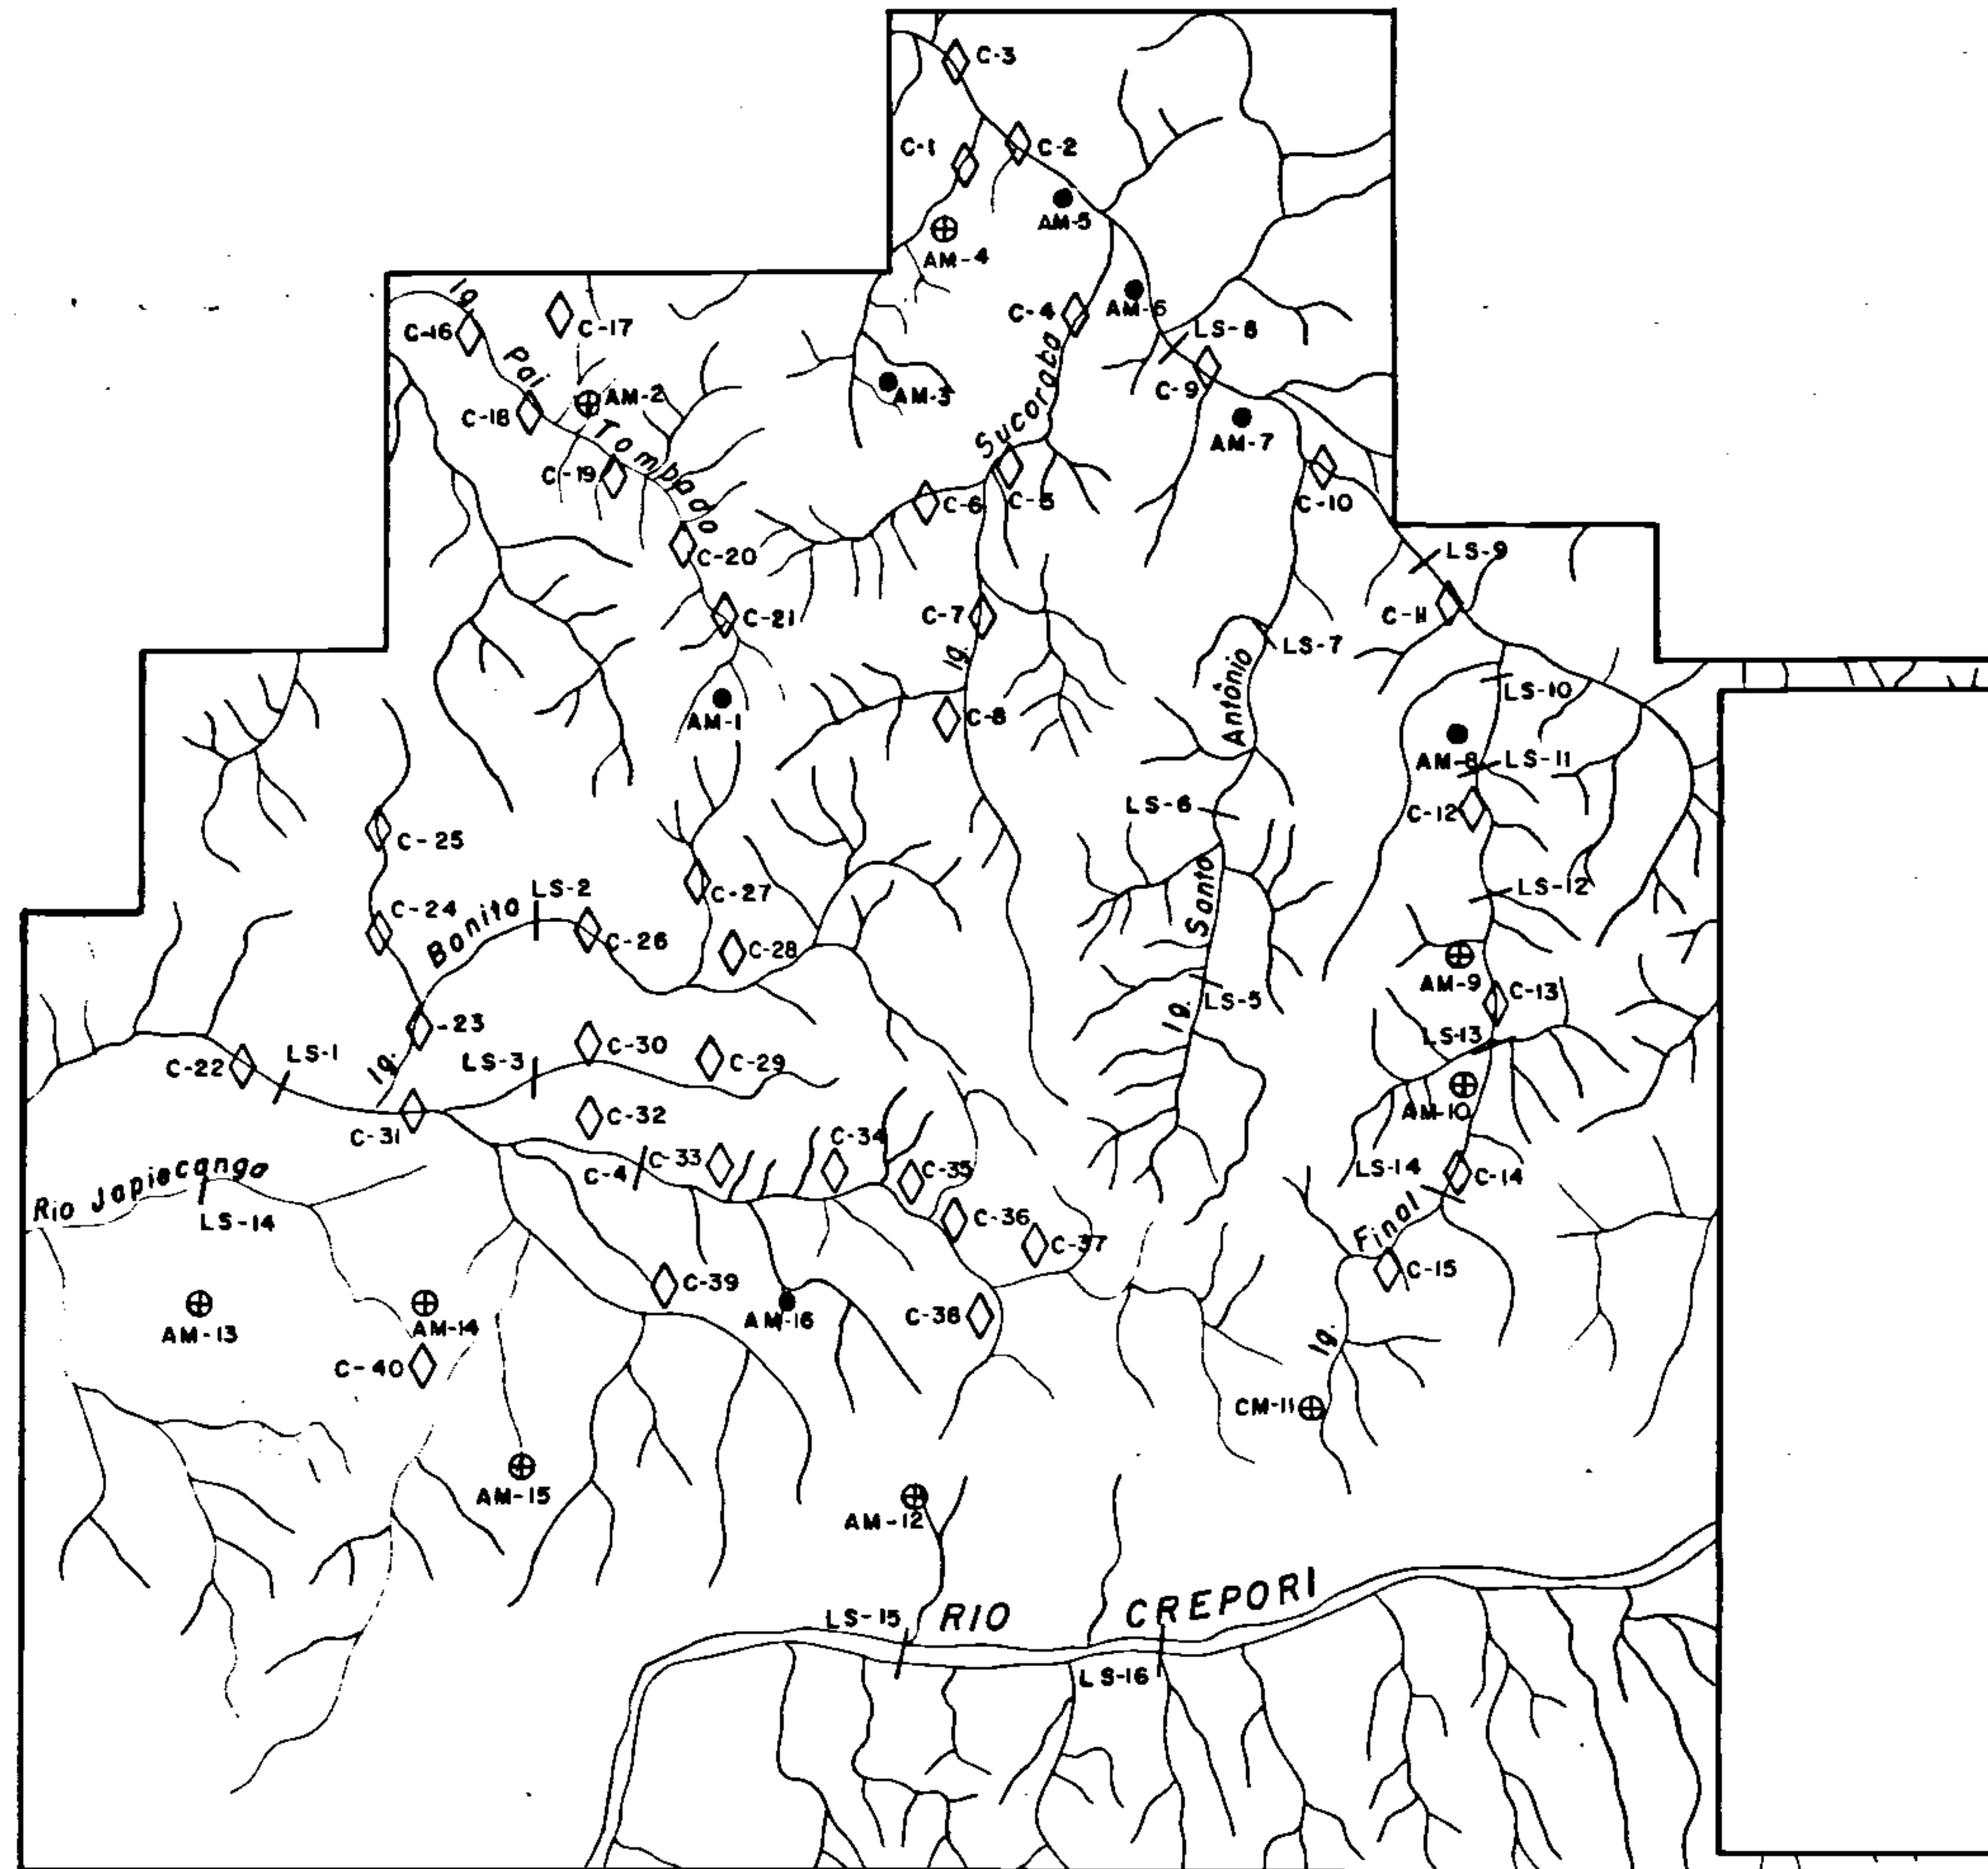 C-3
C-1
C-2
AM-5
AM-4
Ig.
C-16
C-17
C-4
AM-6
LS-8
Pai
C-18
AM-2
AM-3
C-9
Sucorata
AM-7
Tombado
C-19
C-6
C-5
C-10
C-20
LS-9
C-21
C-7
C-11
LS-7
Ig.
Antônio
LS-10
AM-1
C-8
AM-8
LS-11
LS-6
C-12
C-25
C-27
LS-2
Santo
LS-12
C-24
Bonito
C-26
C-28
AM-9
C-13
LS-5
Ig.
-23
C-30
C-29
LS-13
C-22
LS-1
Ig.
LS-3
AM-10
C-31
C-32
C-4
C-33
C-34
C-35
LS-14
C-14
Rio Japiacanga
LS-14
C-36
C-37
Final
C-15
C-39
AM-13
AM-14
AM-16
C-38
Ig.
C-40
CM-11
AM-15
AM-12
LS-15
RIO CREPORI
LS-16